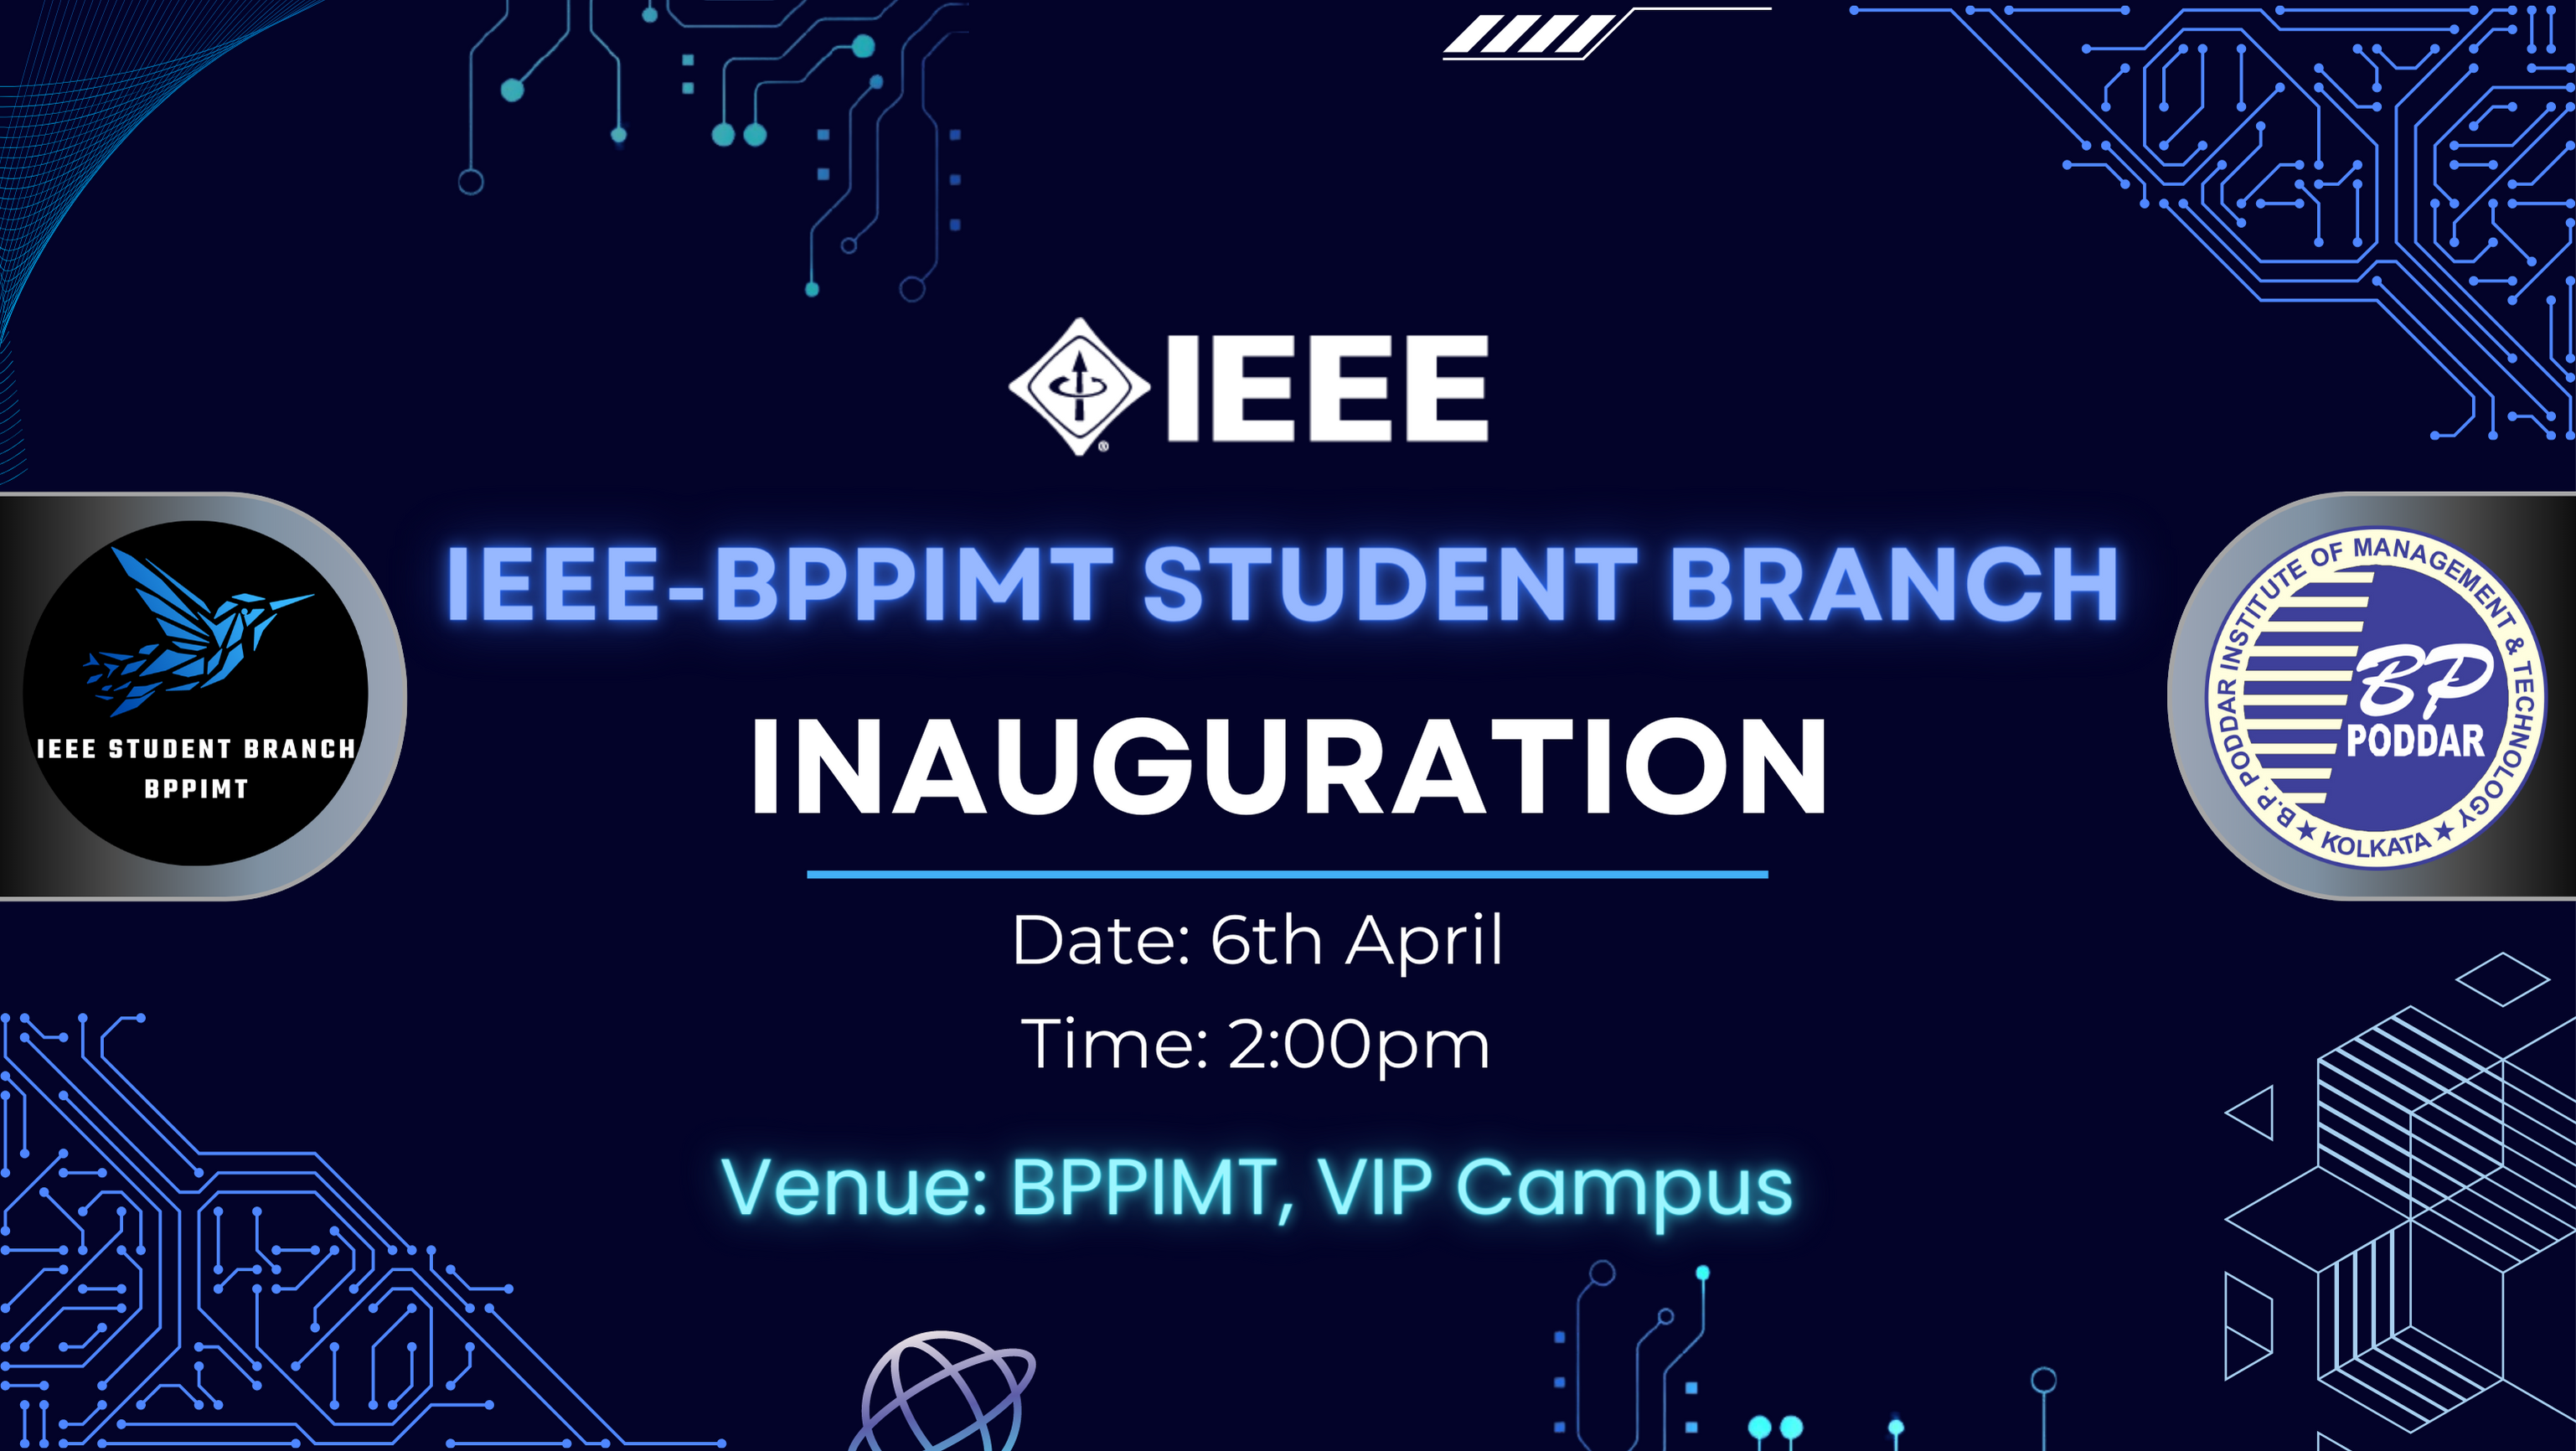 IEEE
IEEE-BPPIMT STUDENT BRANCH
INAUGURATION
Date: 6th April
Time: 2:00pm
Venue: BPPIMT, VIP Campus
IEEE STUDENT BRANCH
BPPIMT
B.P. PODDAR INSTITUTE OF MANAGEMENT & TECHNOLOGY
★ KOLKATA ★
BP
PODDAR
®